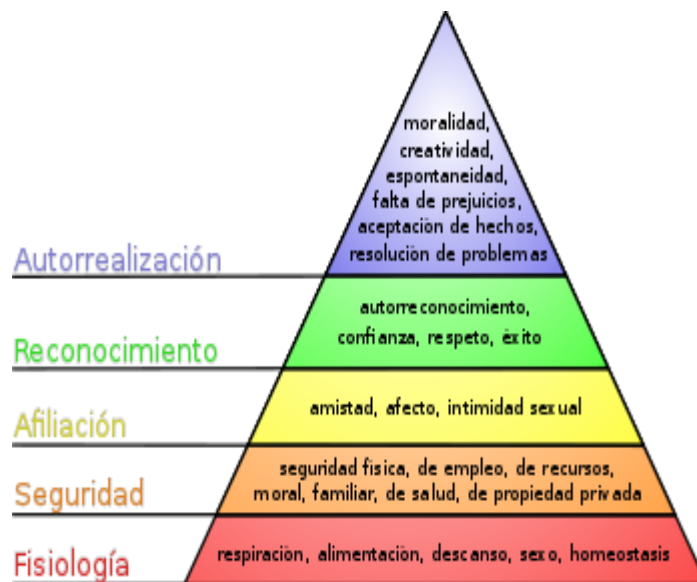 moralidad,
creatividad,
espontaneidad,
falta de prejuicios,
aceptación de hechos,
resolución de problemas
Autorrealización
autorreconocimiento,
confianza, respeto, éxito
Reconocimiento
amistad, afecto, intimidad sexual
Afiliación
seguridad física, de empleo, de recursos,
moral, familiar, de salud, de propiedad privada
Seguridad
respiración, alimentación, descanso, sexo, homeostasis
Fisiología